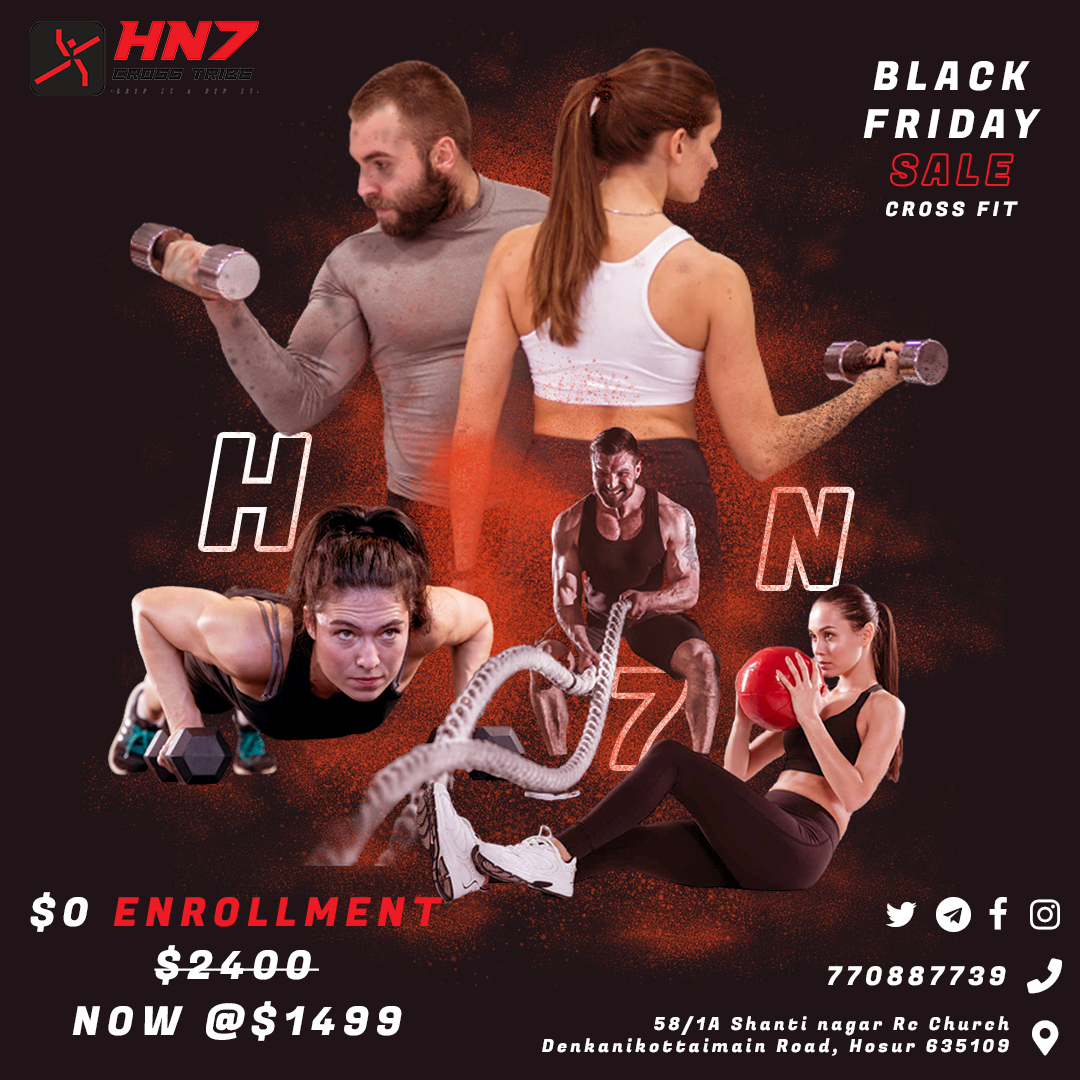 HN7
CROSS TRIBE
BLACK
FRIDAY
SALE
CROSS FIT
H
N
7
$0 ENROLLMENT
$2400
NOW @$1499
770887739
58/1A Shanti nagar Rc Church
Denkanikottaimain Road, Hosur 635109